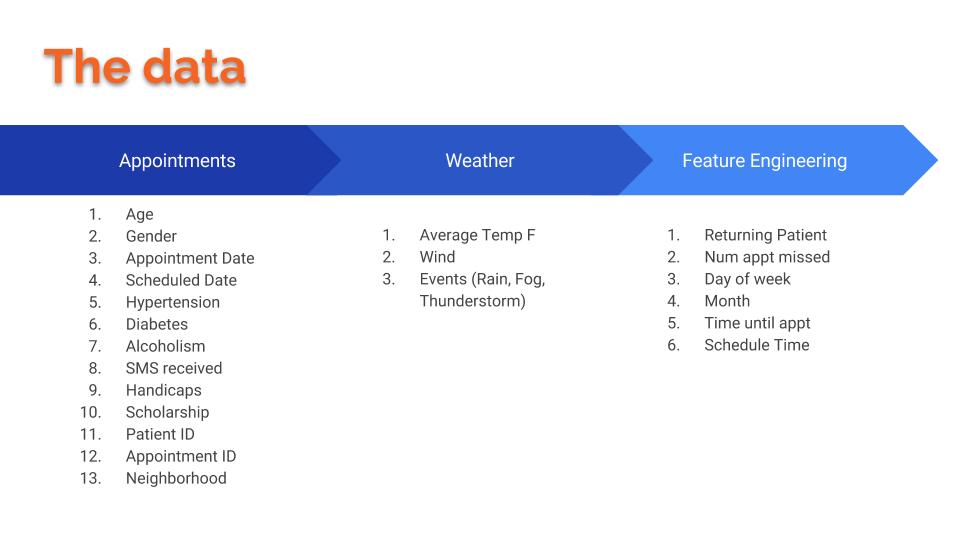 The data
Appointments
Weather
Feature Engineering
1. Age
2. Gender
3. Appointment Date
4. Scheduled Date
5. Hypertension
6. Diabetes
7. Alcoholism
8. SMS received
9. Handicaps
10. Scholarship
11. Patient ID
12. Appointment ID
13. Neighborhood
1. Average Temp F
2. Wind
3. Events (Rain, Fog,
Thunderstorm)
1. Returning Patient
2. Num appt missed
3. Day of week
4. Month
5. Time until appt
6. Schedule Time